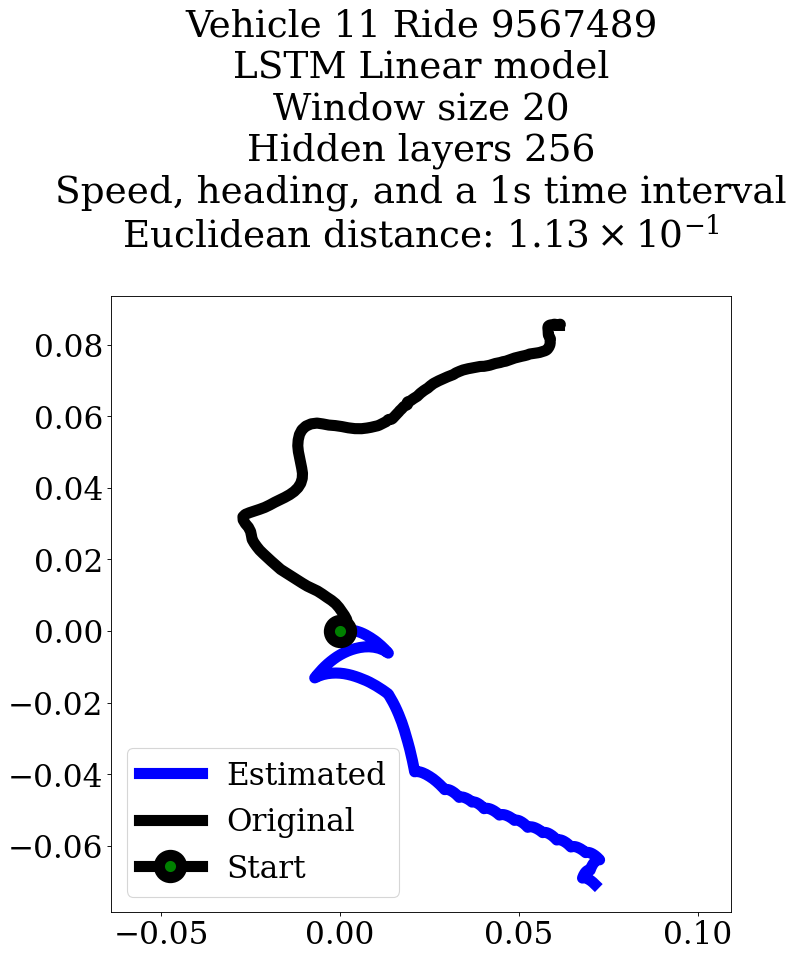 Vehicle 11 Ride 9567489
LSTM Linear model
Window size 20
Hidden layers 256
Speed, heading, and a 1s time interval
Euclidean distance: 1.13 × 10⁻¹
0.08
0.06
0.04
0.02
0.00
−0.02
−0.04
−0.06
Estimated
Original
Start
−0.05 0.00 0.05 0.10